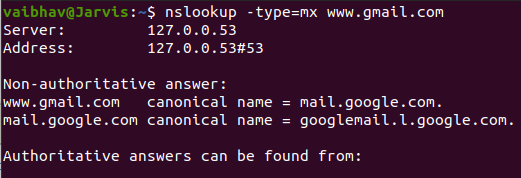 vaibhav@Jarvis:~$ nslookup -type=mx www.gmail.com
Server:         127.0.0.53
Address:        127.0.0.53#53
Non-authoritative answer:
www.gmail.com   canonical name = mail.google.com.
mail.google.com canonical name = googlemail.l.google.com.
Authoritative answers can be found from: